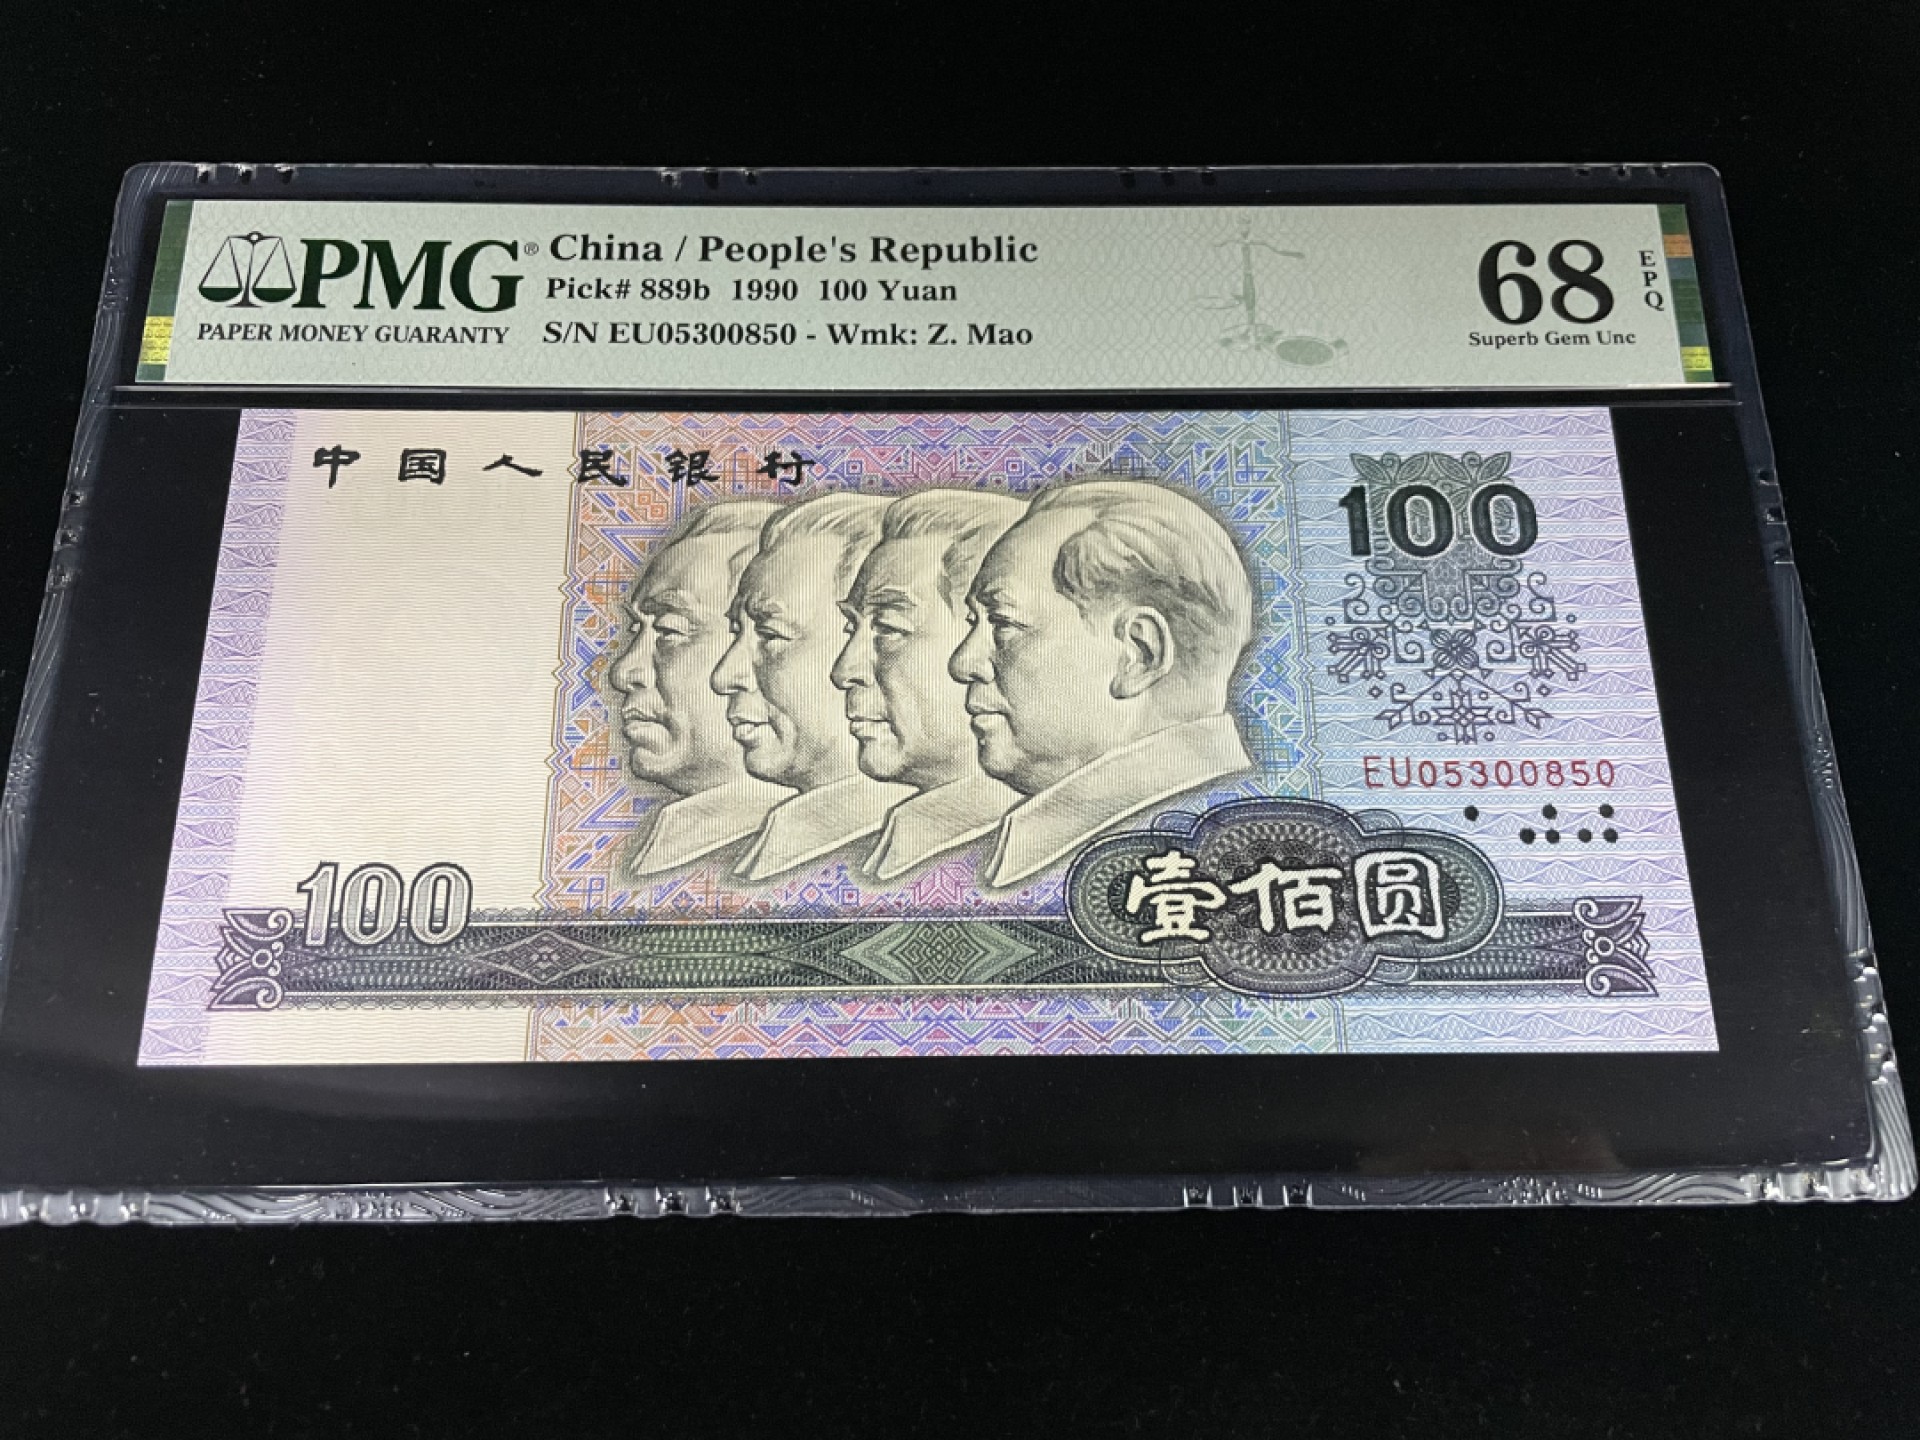 PMG® China / People's Republic
Pick# 889b 1990 100 Yuan
PAPER MONEY GUARANTY
S/N EU05300850 - Wmk: Z. Mao
68
EPQ
Superb Gem Unc
中国人民银行
100
EU05300850
100
壹佰圆